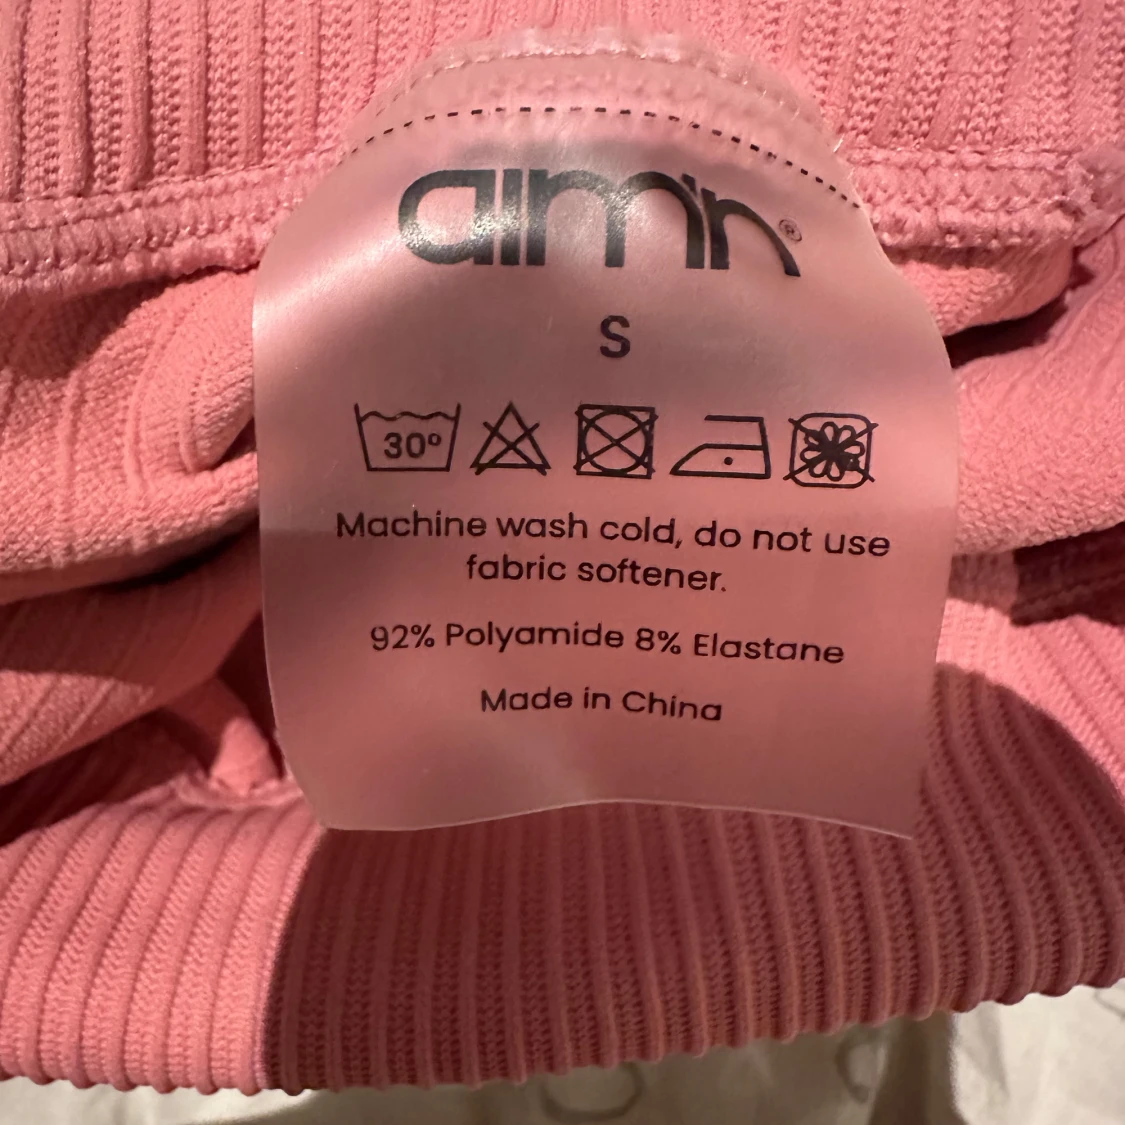 aim'n®
S
30°
Machine wash cold, do not use
fabric softener.
92% Polyamide 8% Elastane
Made in China